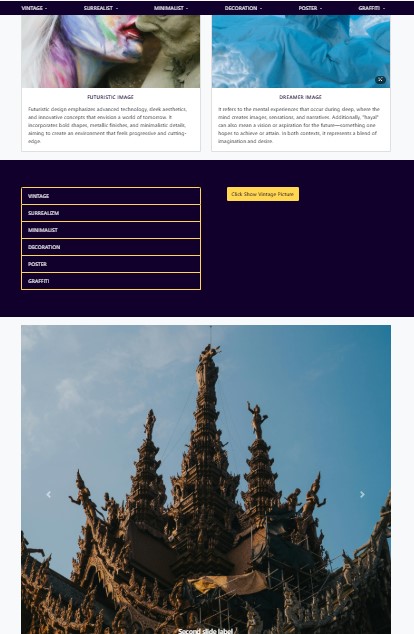 VINTAGE
SURREALIST
MINIMALIST
DECORATION
POSTER
GRAFFITI
FUTURISTIC IMAGE
Futuristic design emphasizes advanced technology, sleek aesthetics,
and innovative concepts that envision a world of tomorrow. It
incorporates bold shapes, metallic finishes, and minimalistic details,
aiming to create an environment that feels progressive and cutting-
edge.
DREAMER IMAGE
It refers to the mental experiences that occur during sleep, where the
mind creates images, sensations, and narratives. Additionally, "hayal"
can also mean a vision or aspiration for the future—something one
hopes to achieve or attain. In both contexts, it represents a blend of
imagination and desire.
VINTAGE
SURREALIZM
MINIMALIST
DECORATION
POSTER
GRAFFITI
Click Show Vintage Picture
Second slide label